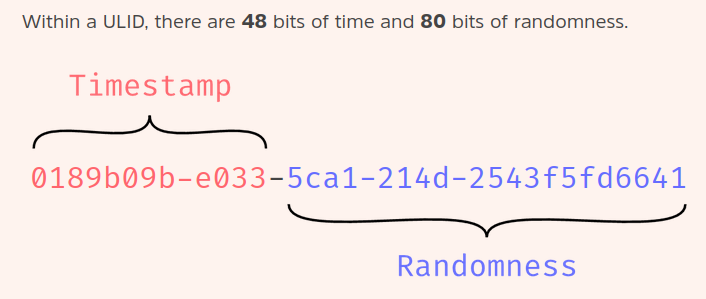 Within a ULID, there are 48 bits of time and 80 bits of randomness.
Timestamp
0189b09b-e033-5ca1-214d-2543f5fd6641
Randomness